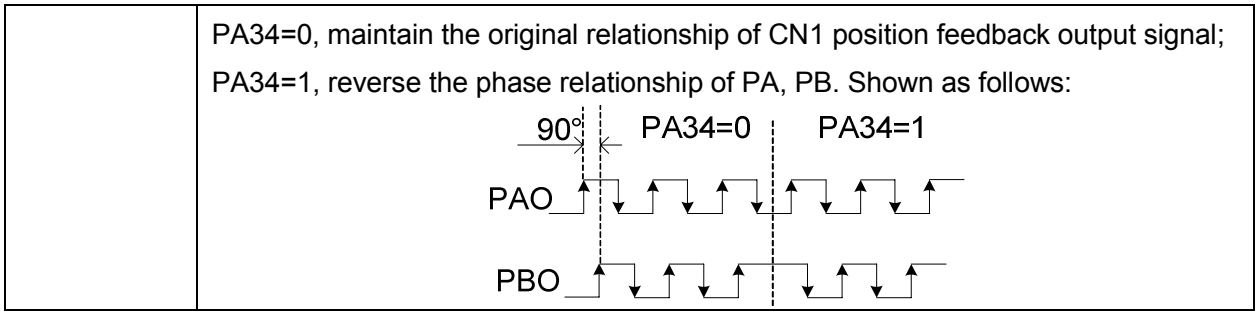 PA34=0, maintain the original relationship of CN1 position feedback output signal;
PA34=1, reverse the phase relationship of PA, PB. Shown as follows:
90° PA34=0 PA34=1
PAO
PBO